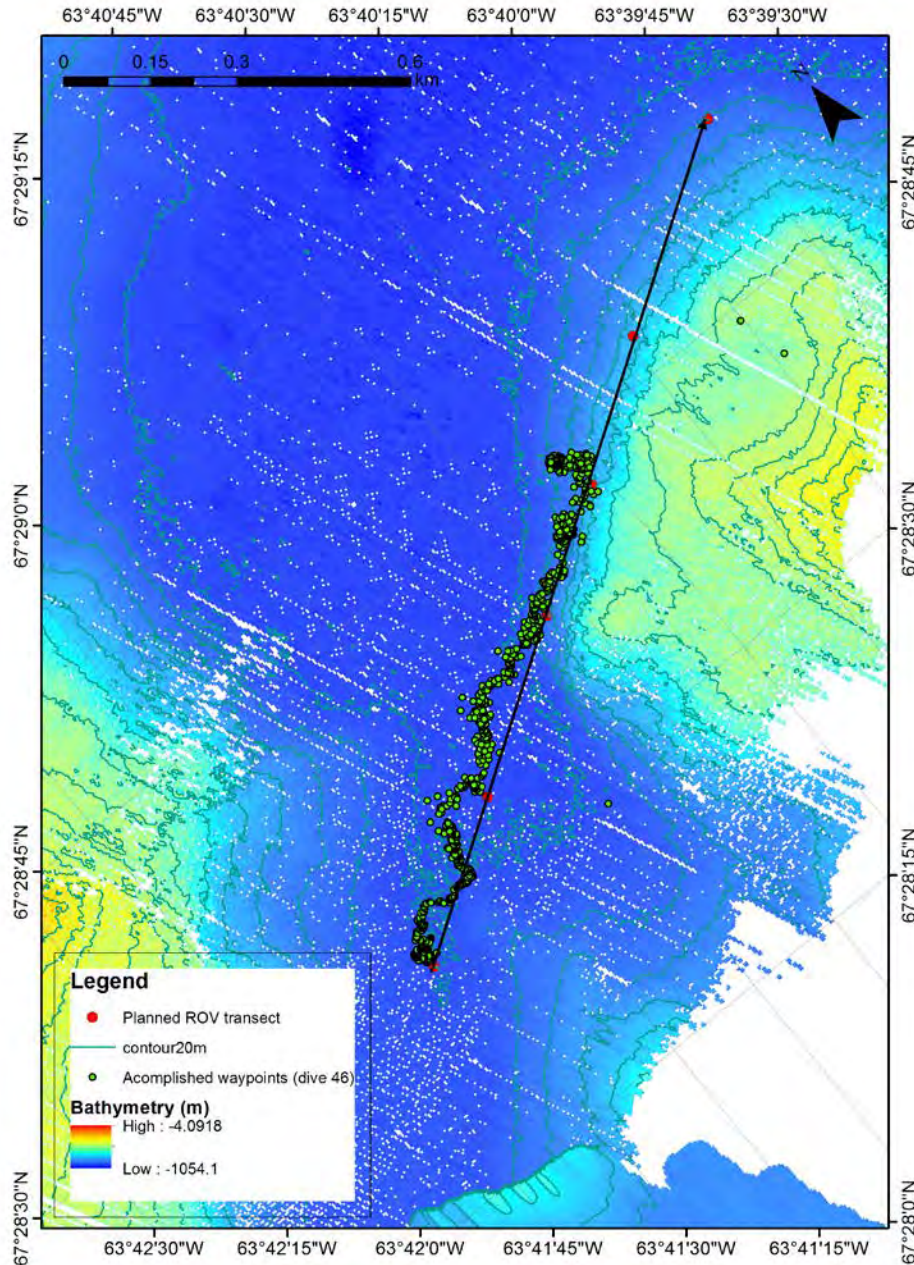 63°40'45"W 63°40'30"W 63°40'15"W 63°40'0"W 63°39'45"W 63°39'30"W
0 0.15 0.3 0.6
km
N
67°29'15"N
67°29'0"N
67°28'45"N
67°28'30"N
67°28'45"N
67°28'30"N
67°28'15"N
67°28'0"N
Legend
Planned ROV transect
contour20m
Acomplished waypoints (dive 46)
Bathymetry (m)
High : -4.0918
Low : -1054.1
63°42'30"W 63°42'15"W 63°42'0"W 63°41'45"W 63°41'30"W 63°41'15"W